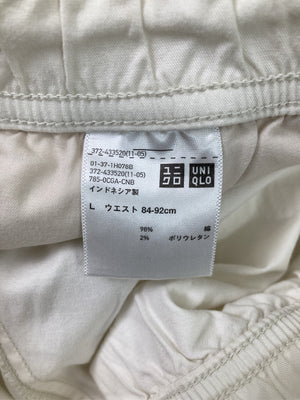 372-433520(11-05)
01-37-1H078B
372-433520(11-05)
785-0CGA-CNB
インドネシア製
ユニ
クロ
UNI
QLO
L ウエスト 84-92cm
98% 綿
2% ポリウレタン